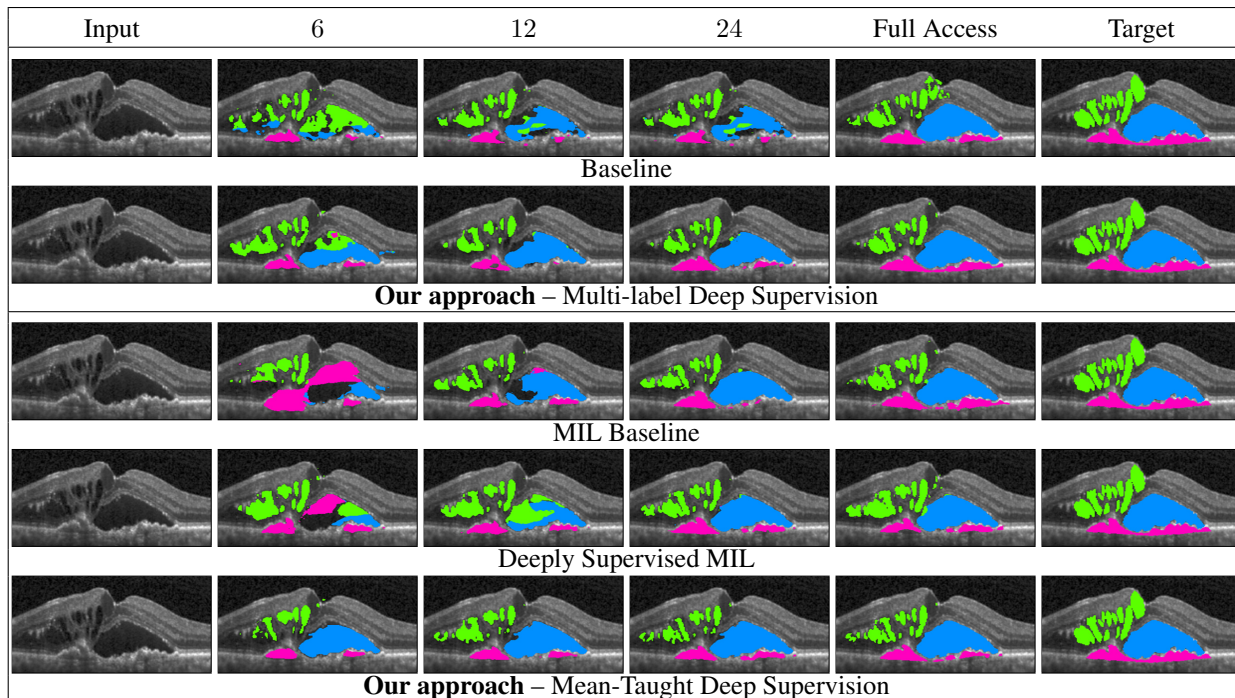 Input 6 12 24 Full Access Target
Baseline
Our approach – Multi-label Deep Supervision
MIL Baseline
Deeply Supervised MIL
Our approach – Mean-Taught Deep Supervision